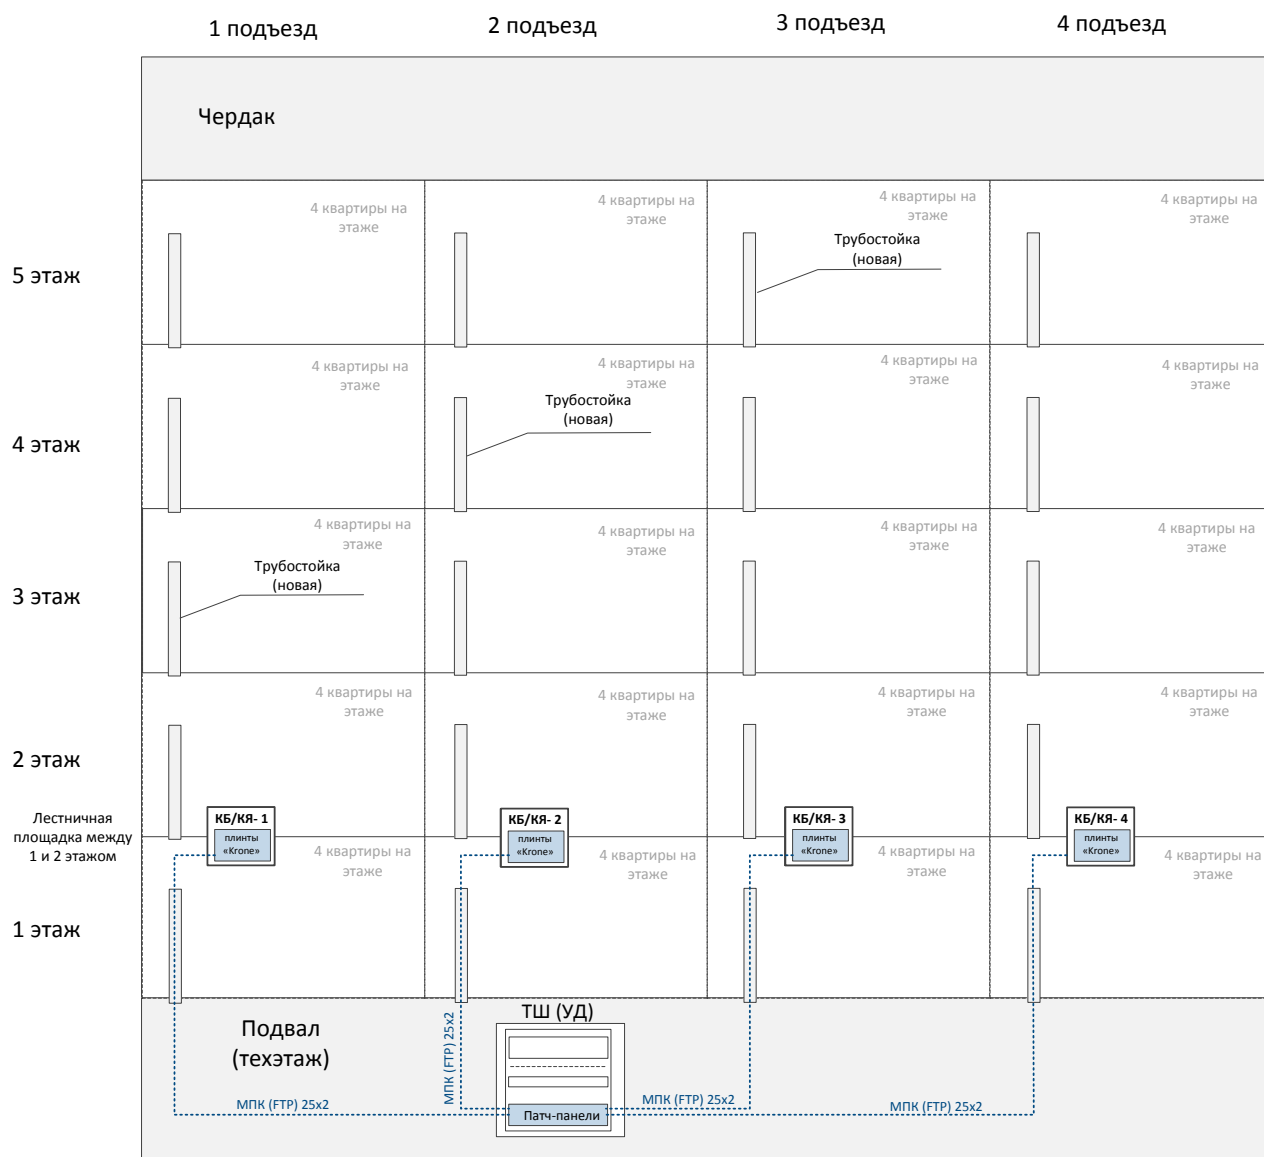 1 подъезд
2 подъезд
3 подъезд
4 подъезд
Чердак
5 этаж
4 квартиры на
этаже
4 квартиры на
этаже
4 квартиры на
этаже
Трубостойка
(новая)
4 квартиры на
этаже
4 этаж
4 квартиры на
этаже
4 квартиры на
этаже
Трубостойка
(новая)
4 квартиры на
этаже
4 квартиры на
этаже
3 этаж
4 квартиры на
этаже
Трубостойка
(новая)
4 квартиры на
этаже
4 квартиры на
этаже
4 квартиры на
этаже
2 этаж
4 квартиры на
этаже
4 квартиры на
этаже
4 квартиры на
этаже
4 квартиры на
этаже
Лестничная
площадка между
1 и 2 этажом
КБ/КЯ- 1
плинты
«Krone»
КБ/КЯ- 2
плинты
«Krone»
КБ/КЯ- 3
плинты
«Krone»
КБ/КЯ- 4
плинты
«Krone»
1 этаж
4 квартиры на
этаже
4 квартиры на
этаже
4 квартиры на
этаже
4 квартиры на
этаже
Подвал
(техэтаж)
ТШ (УД)
МПК (FTP) 25х2
МПК (FTP) 25х2
Патч-панели
МПК (FTP) 25х2
МПК (FTP) 25х2